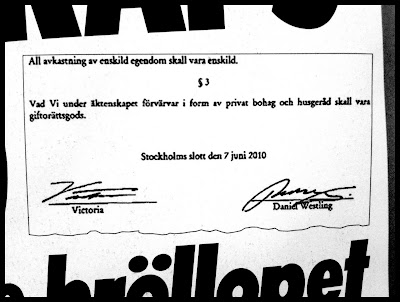 KAPS
All avkastning av enskild egendom skall vara enskild.
§ 3
Vad Vi under äktenskapet förvärvar i form av privat bohag och husgeråd skall vara
giftorättsgods.
Stockholms slott den 7 juni 2010
Victoria
Daniel Westling
bröllopet